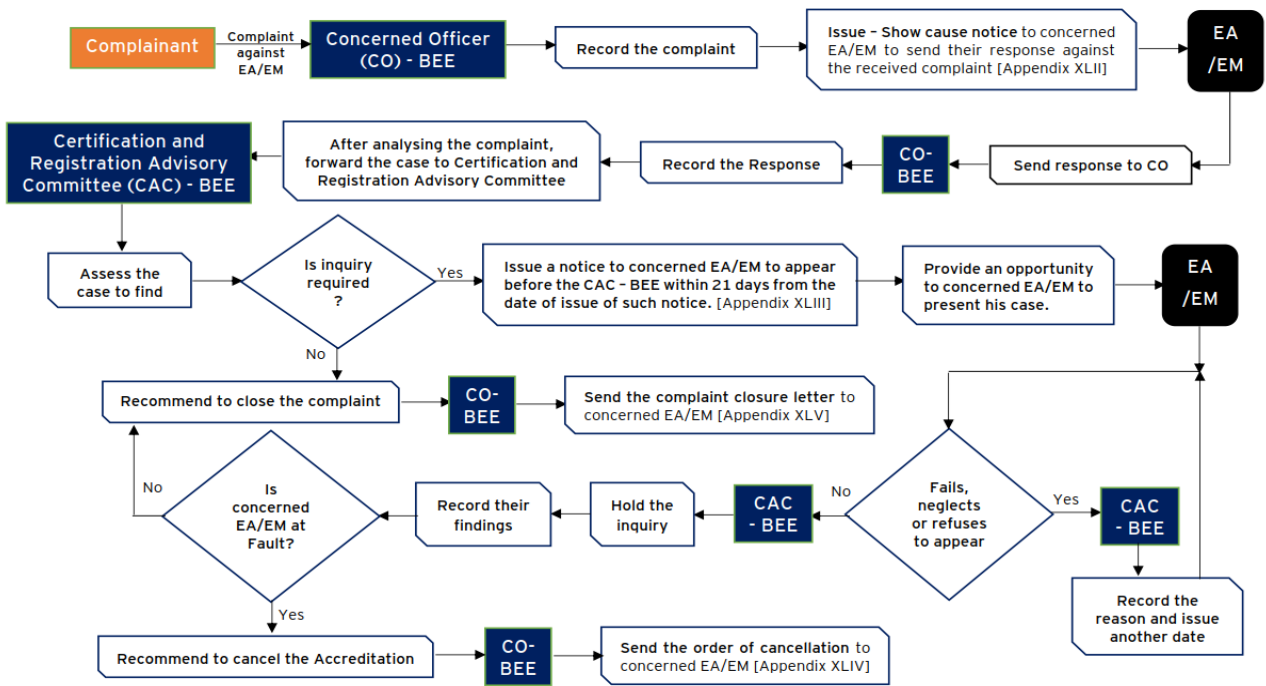 Complainant
Complaint
against
EA/EM
Concerned Officer
(CO) - BEE
Record the complaint
Issue – Show cause notice to concerned
EA/EM to send their response against
the received complaint [Appendix XLII]
EA
/EM
Certification and
Registration Advisory
Committee (CAC) - BEE
After analysing the complaint,
forward the case to Certification and
Registration Advisory Committee
Record the Response
CO-
BEE
Send response to CO
Assess the
case to find
Is inquiry
required
?
Yes
Issue a notice to concerned EA/EM to appear
before the CAC – BEE within 21 days from the
date of issue of such notice. [Appendix XLIII]
Provide an opportunity
to concerned EA/EM to
present his case.
EA
/EM
No
Recommend to close the complaint
CO-
BEE
Send the complaint closure letter to
concerned EA/EM [Appendix XLV]
No
Is
concerned
EA/EM at
Fault?
Record their
findings
Hold the
inquiry
CAC
- BEE
No
Fails,
neglects
or refuses
to appear
Yes
CAC
- BEE
Record the
reason and issue
another date
Yes
Recommend to cancel the Accreditation
CO-
BEE
Send the order of cancellation to
concerned EA/EM [Appendix XLIV]